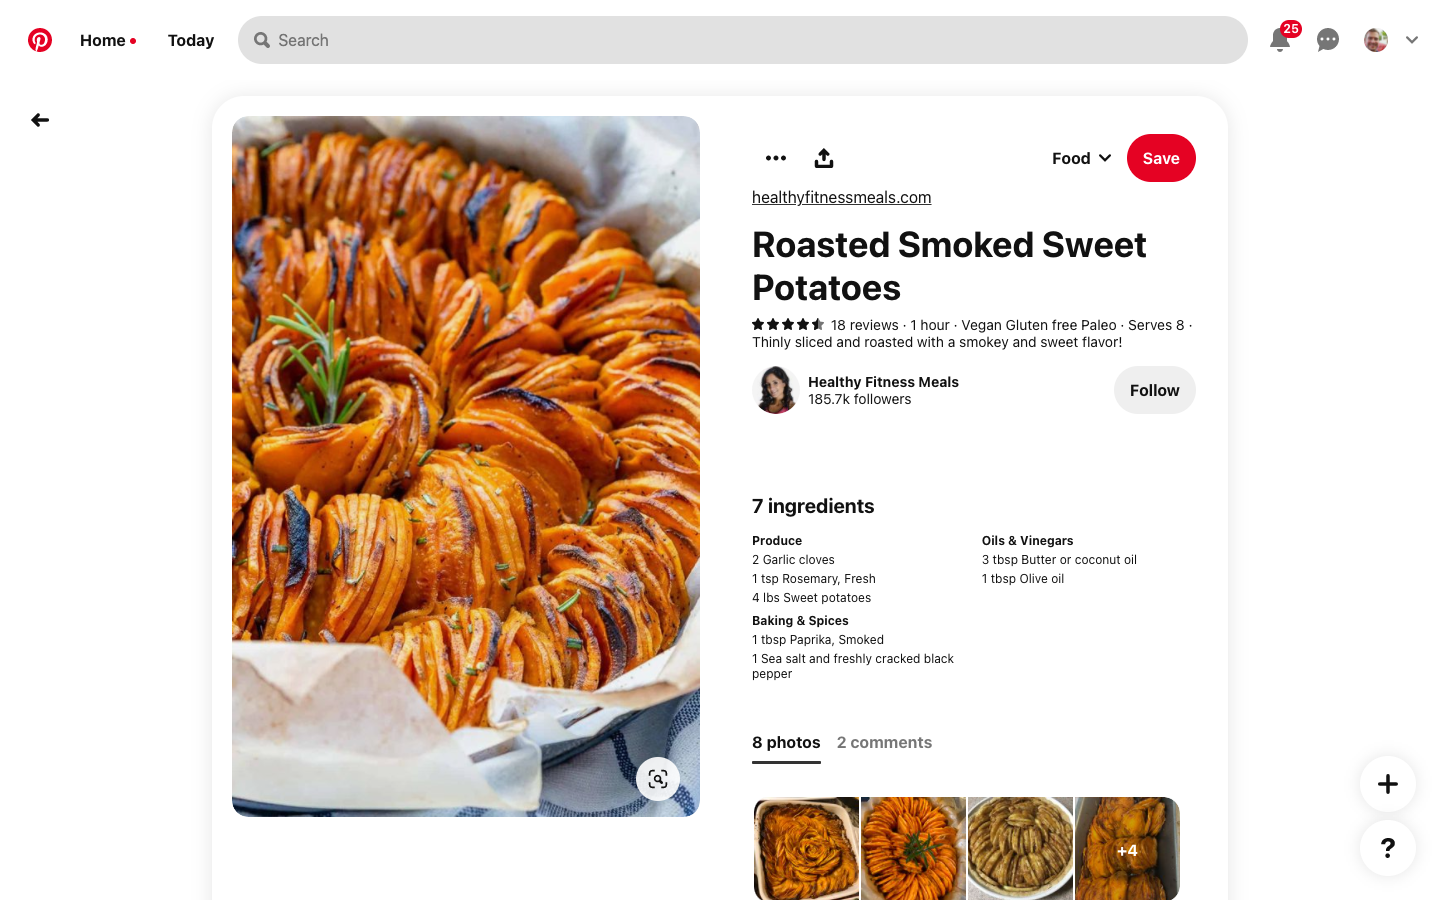 Home
Today
Search
25
healthyfitnessmeals.com
Food
Save
Roasted Smoked Sweet
Potatoes
18 reviews · 1 hour · Vegan Gluten free Paleo · Serves 8 ·
Thinly sliced and roasted with a smokey and sweet flavor!
Healthy Fitness Meals
185.7k followers
Follow
7 ingredients
Produce
2 Garlic cloves
1 tsp Rosemary, Fresh
4 lbs Sweet potatoes
Baking & Spices
1 tbsp Paprika, Smoked
1 Sea salt and freshly cracked black
pepper
Oils & Vinegars
3 tbsp Butter or coconut oil
1 tbsp Olive oil
8 photos
2 comments
+4
?